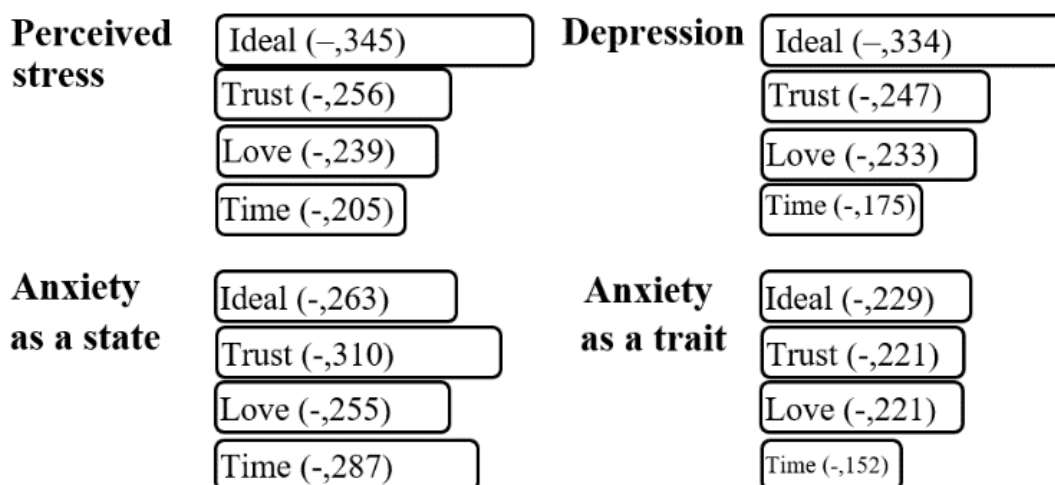 Perceived
stress
Ideal (–,345)
Trust (-,256)
Love (-,239)
Time (-,205)
Depression
Ideal (–,334)
Trust (-,247)
Love (-,233)
Time (-,175)
Anxiety
as a state
Ideal (-,263)
Trust (-,310)
Love (-,255)
Time (-,287)
Anxiety
as a trait
Ideal (-,229)
Trust (-,221)
Love (-,221)
Time (-,152)